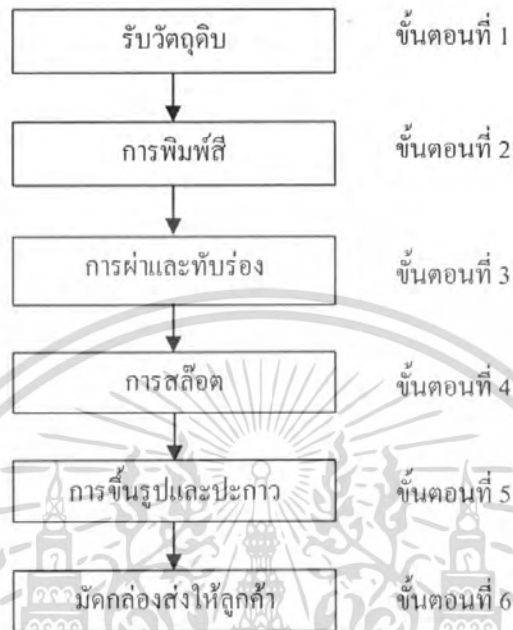 รับวัตถุดิบ ขั้นตอนที่ 1
การพิมพ์สี ขั้นตอนที่ 2
การผ่าและทับร่อง ขั้นตอนที่ 3
การสล๊อต ขั้นตอนที่ 4
การขึ้นรูปและปะกาว ขั้นตอนที่ 5
มัดกล่องส่งให้ลูกค้า ขั้นตอนที่ 6